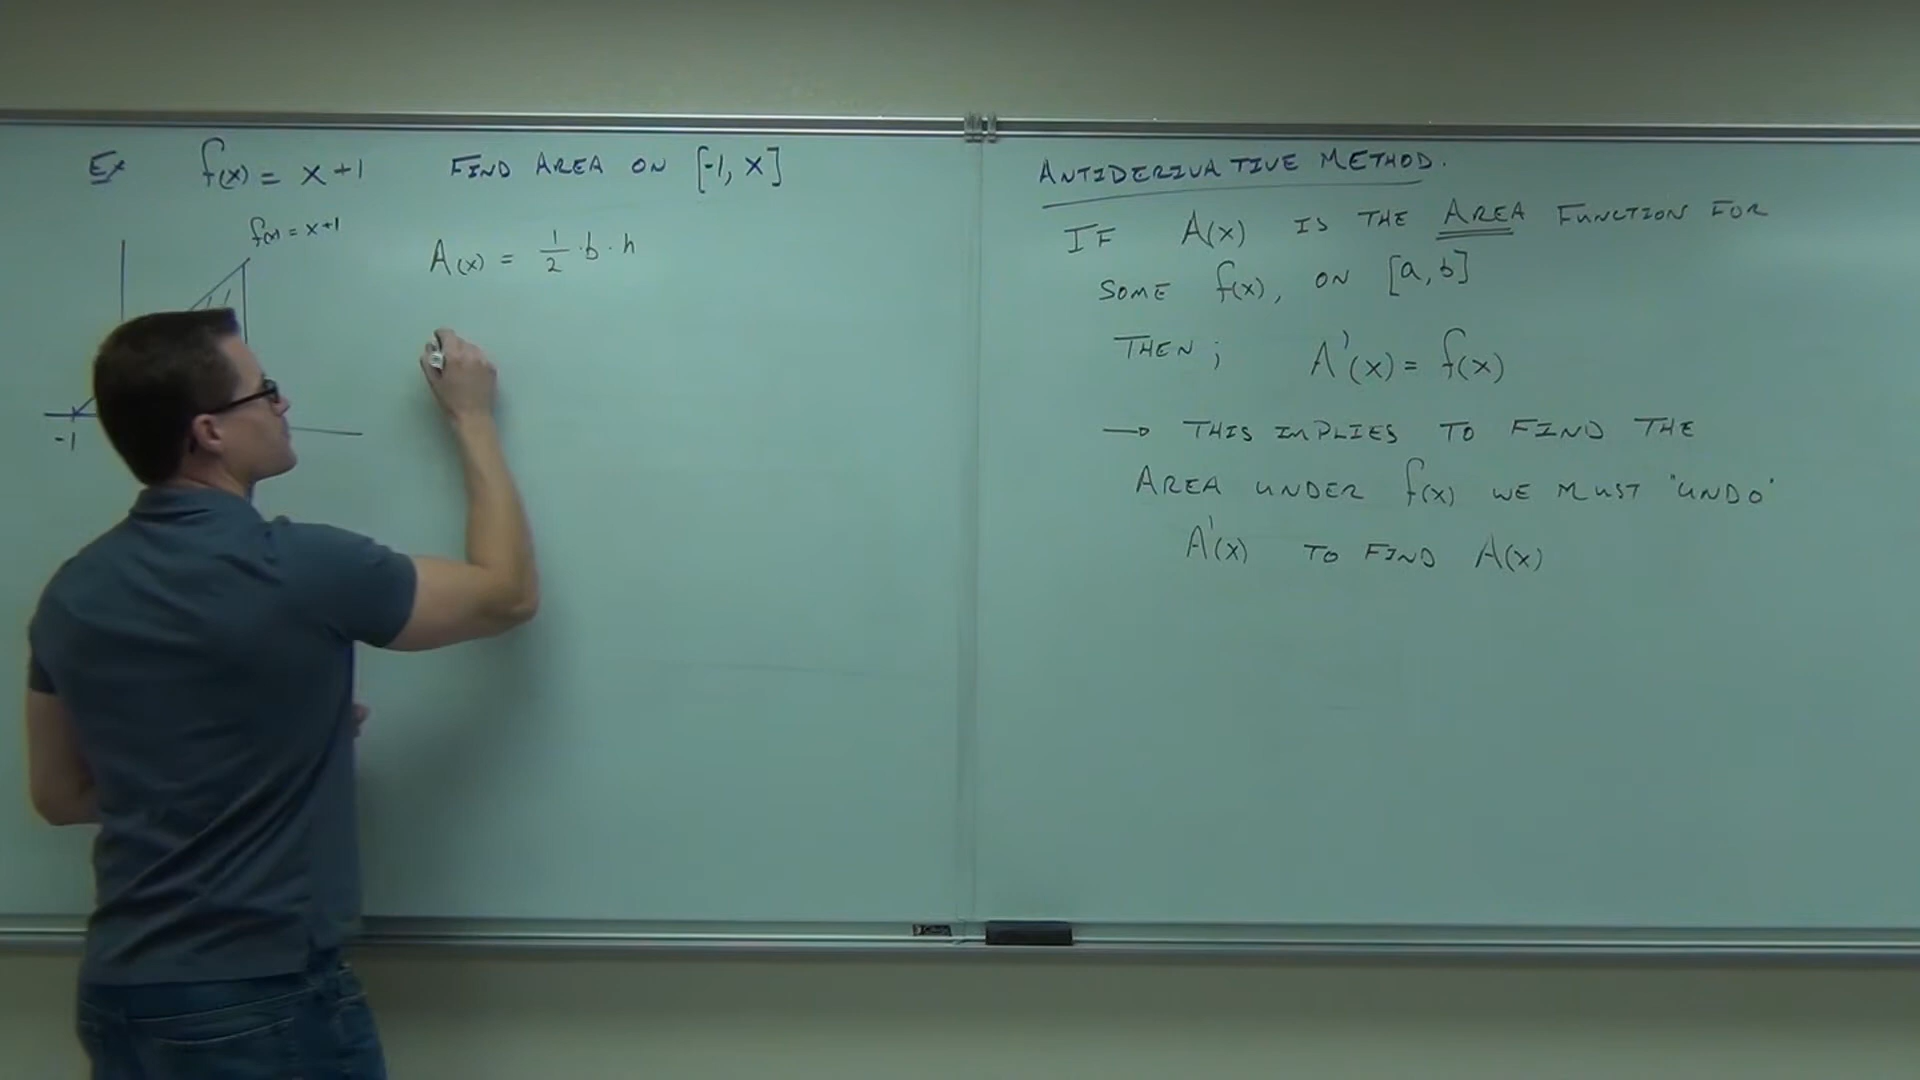 Ex f(x) = x+1 FIND AREA ON [-1, x]
f(x) = x+1
A(x) = 1/2 · b · h
-1
ANTIDERIVATIVE METHOD.
IF A(x) IS THE AREA FUNCTION FOR
SOME f(x), ON [a, b]
THEN; A'(x) = f(x)
→ THIS IMPLIES TO FIND THE
AREA UNDER f(x) WE MUST "UNDO"
A'(x) TO FIND A(x)